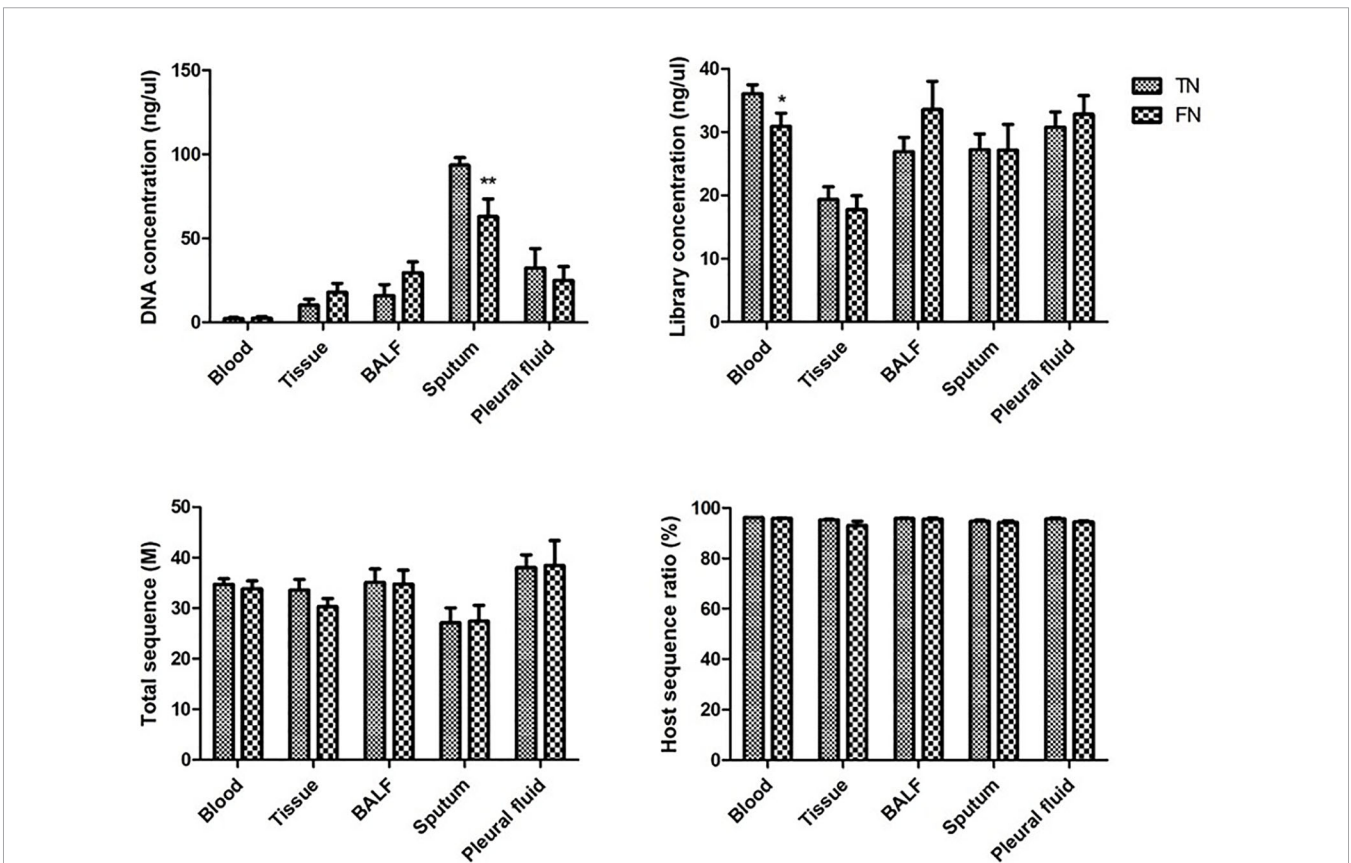 DNA concentration (ng/ul)
150
100
50
0
**
Blood
Tissue
BALF
Sputum
Pleural fluid
Library concentration (ng/ul)
40
30
20
10
0
*
Blood
Tissue
BALF
Sputum
Pleural fluid
TN
FN
Total sequence (M)
50
40
30
20
10
0
Blood
Tissue
BALF
Sputum
Pleural fluid
Host sequence ratio (%)
100
80
60
40
20
0
Blood
Tissue
BALF
Sputum
Pleural fluid